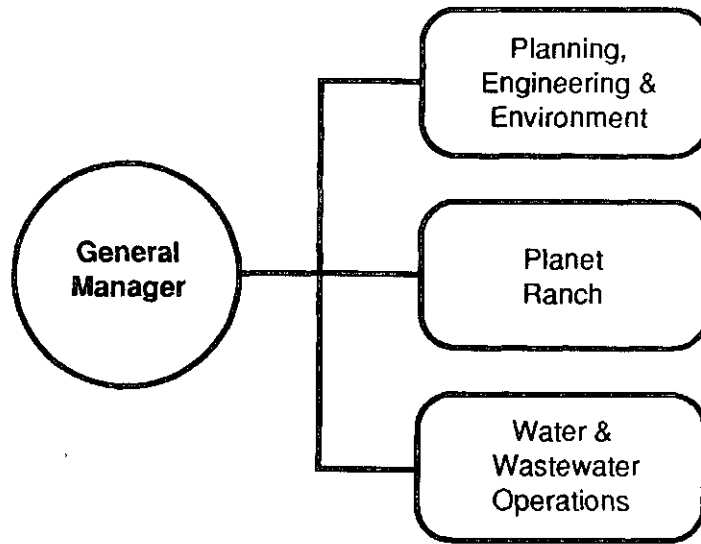 Planning,
Engineering &
Environment
General
Manager
Planet
Ranch
Water &
Wastewater
Operations